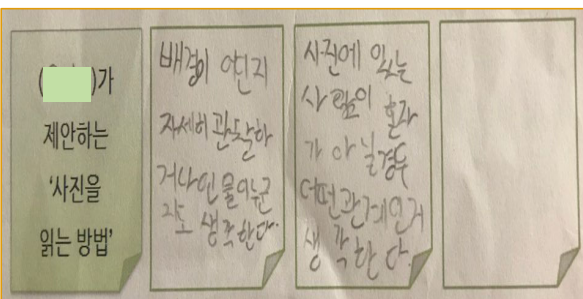 (   )가
제안하는
'사진을
읽는 방법'
배경이 어딘지
자세히 관찰하
거나 인물이누군
지도 생각한다.
사진에 있는
사람이 혼자
가 아닐경우
어떤관계인거
생각한다.